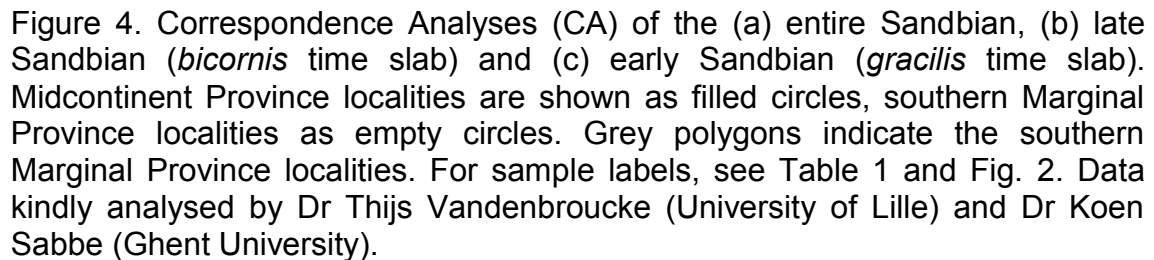 Figure 4. Correspondence Analyses (CA) of the (a) entire Sandbian, (b) late
Sandbian (bicornis time slab) and (c) early Sandbian (gracilis time slab).
Midcontinent Province localities are shown as filled circles, southern Marginal
Province localities as empty circles. Grey polygons indicate the southern
Marginal Province localities. For sample labels, see Table 1 and Fig. 2. Data
kindly analysed by Dr Thijs Vandenbroucke (University of Lille) and Dr Koen
Sabbe (Ghent University).